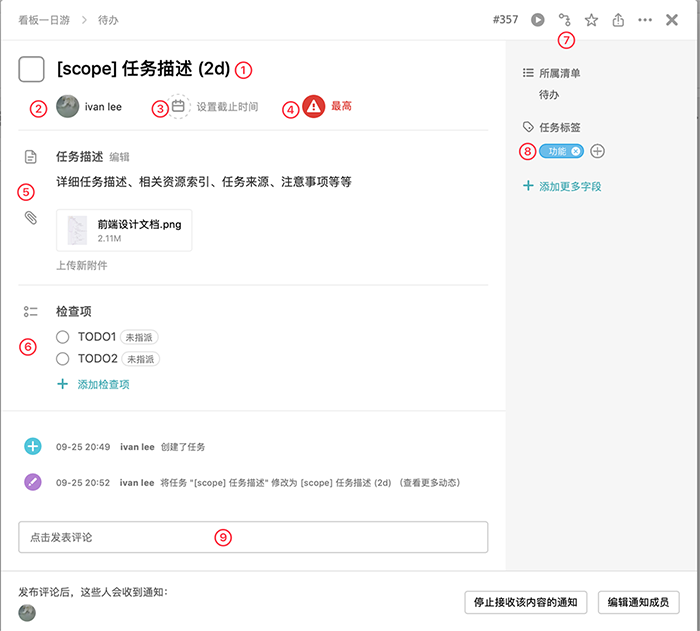 看板一日游 > 待办
#357
⑦
[scope] 任务描述 (2d) ①
② ivan lee ③ 设置截止时间 ④ 最高
任务描述 编辑
详细任务描述、相关资源索引、任务来源、注意事项等等
⑤
前端设计文档.png
2.11M
上传新附件
检查项
TODO1 未指派
⑥
TODO2 未指派
+ 添加检查项
09-25 20:49 ivan lee 创建了任务
09-25 20:52 ivan lee 将任务 "[scope] 任务描述" 修改为 [scope] 任务描述 (2d) (查看更多动态)
点击发表评论 ⑨
发布评论后，这些人会收到通知:
停止接收该内容的通知 编辑通知成员
所属清单
待办
任务标签
⑧ 功能
+ 添加更多字段